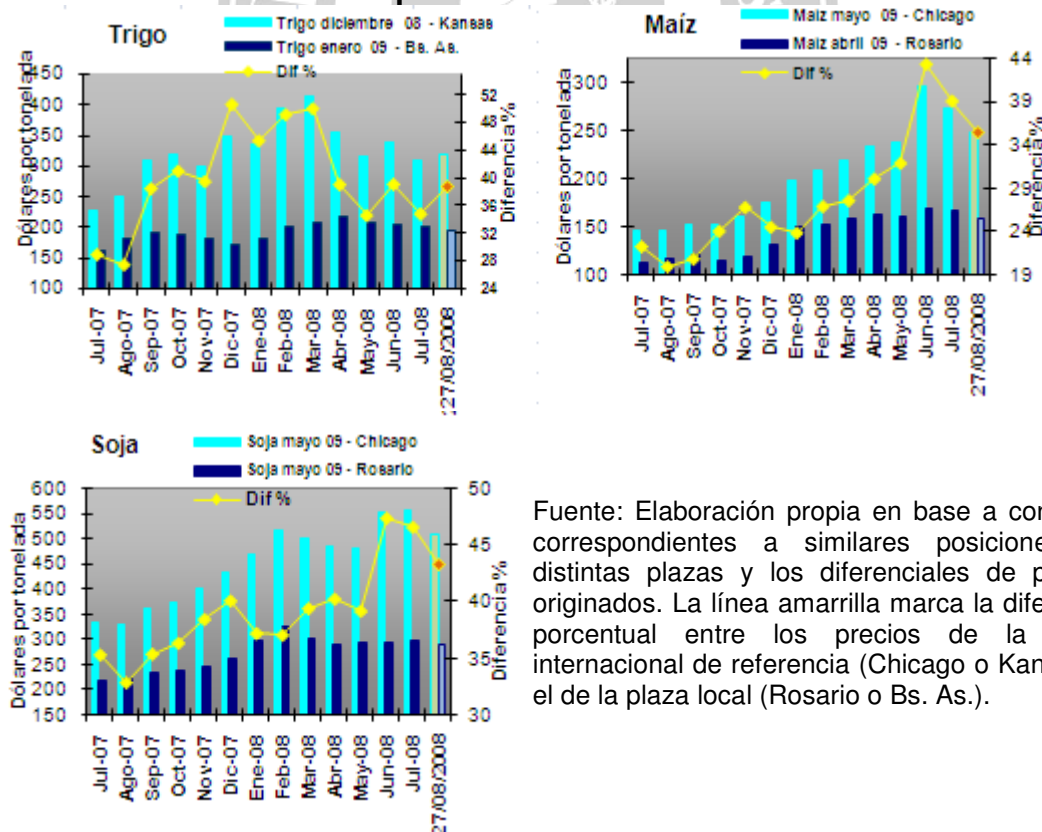 Trigo
Trigo diciembre 08 - Kansas
Trigo enero 09 - Bs. As.
Dif %
Dólares por tonelada
450
400
350
300
250
200
150
100
Diferencia %
52
48
44
40
36
32
28
24
Jul-07
Ago-07
Sep-07
Oct-07
Nov-07
Dic-07
Ene-08
Feb-08
Mar-08
Abr-08
May-08
Jun-08
Jul-08
27/08/2008
Maíz
Maiz mayo 09 - Chicago
Maiz abril 09 - Rosario
Dif %
Dólares por tonelada
300
250
200
150
100
Diferencia %
44
39
34
29
24
19
Jul-07
Ago-07
Sep-07
Oct-07
Nov-07
Dic-07
Ene-08
Feb-08
Mar-08
Abr-08
May-08
Jun-08
Jul-08
27/08/2008
Soja
Soja mayo 09 - Chicago
Soja mayo 09 - Rosario
Dif %
Dólares por tonelada
600
550
500
450
400
350
300
250
200
150
Diferencia %
50
45
40
35
30
Jul-07
Ago-07
Sep-07
Oct-07
Nov-07
Dic-07
Ene-08
Feb-08
Mar-08
Abr-08
May-08
Jun-08
Jul-08
27/08/2008
Fuente: Elaboración propia en base a
correspondientes a similares
distintas plazas y los diferenciales de
originados. La línea amarrilla marca la
porcentual entre los precios de la
internacional de referencia (Chicago o
el de la plaza local (Rosario o Bs. As.).